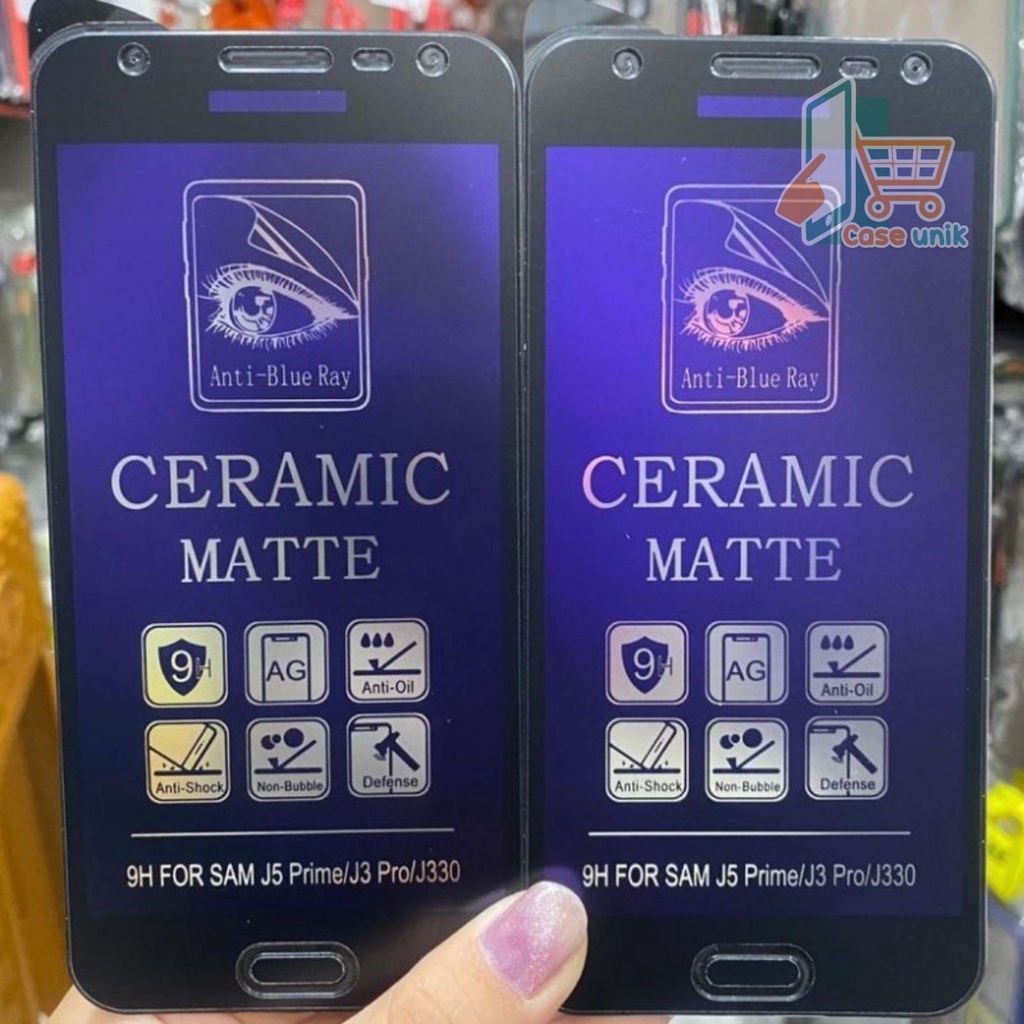 Case unik
Anti-Blue Ray
CERAMIC
MATTE
9H
AG
Anti-Oil
Anti-Shock
Non-Bubble
Defense
9H FOR SAM J5 Prime/J3 Pro/J330
Anti-Blue Ray
CERAMIC
MATTE
9H
AG
Anti-Oil
Anti-Shock
Non-Bubble
Defense
9H FOR SAM J5 Prime/J3 Pro/J330